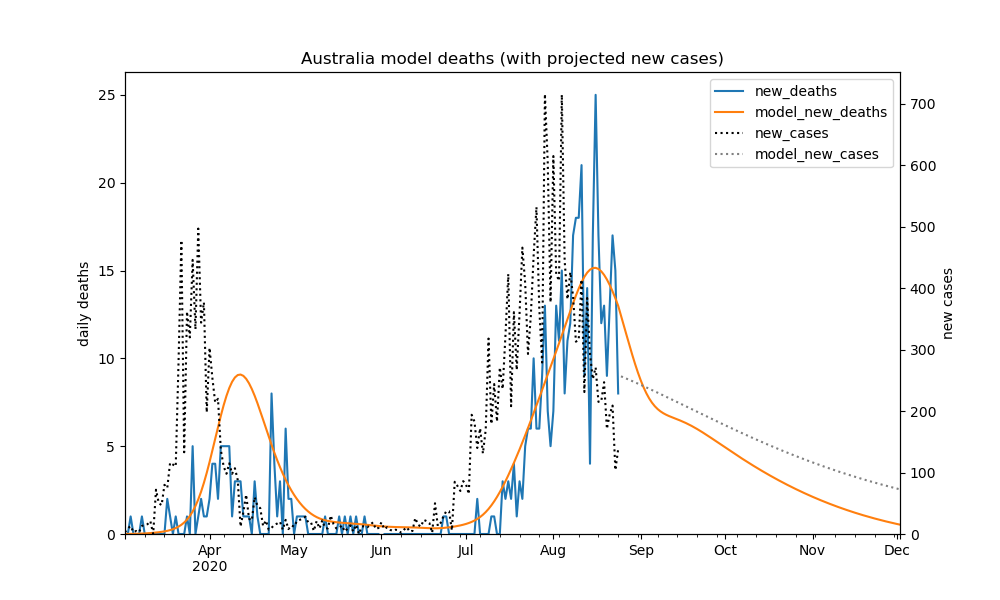 Australia model deaths (with projected new cases)
new_deaths
model_new_deaths
new_cases
model_new_cases
daily deaths
25
20
15
10
5
0
new cases
700
600
500
400
300
200
100
0
Apr
2020
May
Jun
Jul
Aug
Sep
Oct
Nov
Dec